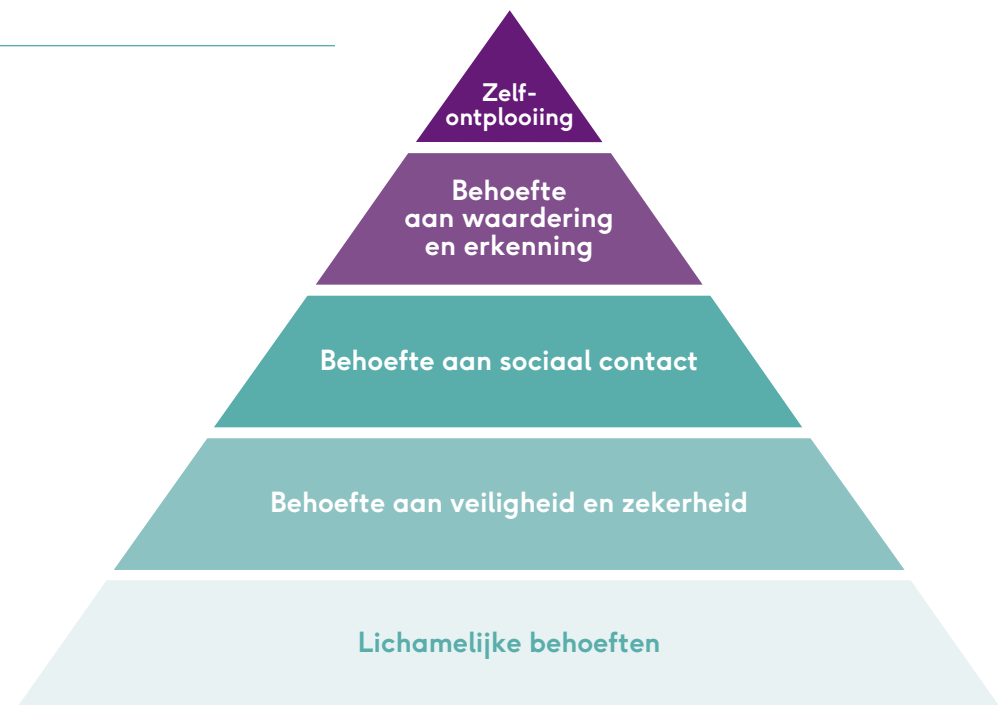 Zelf-
ontplooiing
Behoefte
aan waardering
en erkenning
Behoefte aan sociaal contact
Behoefte aan veiligheid en zekerheid
Lichamelijke behoeften